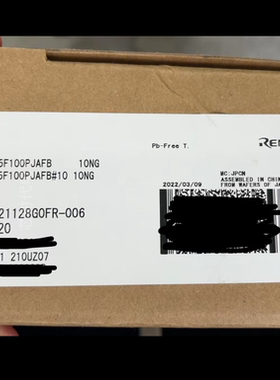 5F100PJAFB 10NG
5F100PJAFB#10 10NG
Pb-Free T.
REN
MC:JPCN
ASSEMBLED IN CHINA
FROM WAFERS OF JA
2022/03/09
21128G0FR-006
20
1 210UZ07